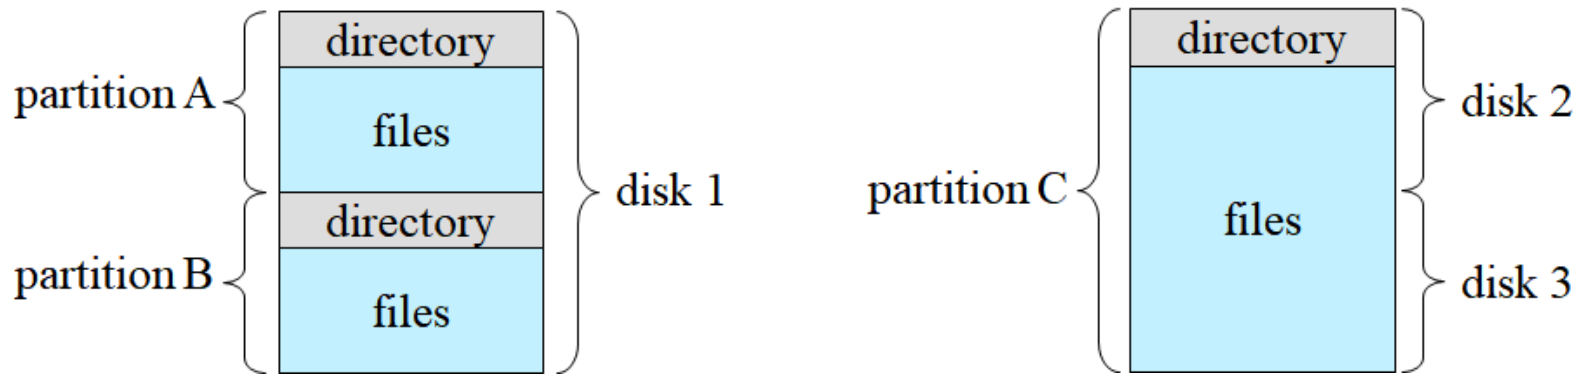 directory
partition A
files
disk 1
directory
partition B
files
directory
disk 2
partition C
files
disk 3